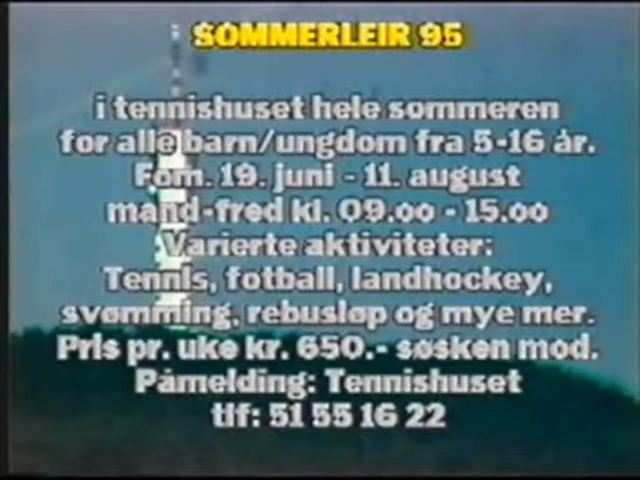 SOMMERLEIR 95
i tennishuset hele sommeren
for alle barn/ungdom fra 5-16 år.
Fom. 19. juni - 11. august
mand-fred kl. 09.00 - 15.00
Varierte aktiviteter:
Tennis, fotball, landhockey,
svømming, rebusløp og mye mer.
Pris pr. uke kr. 650.- søsken mod.
Påmelding: Tennishuset
tlf: 51 55 16 22